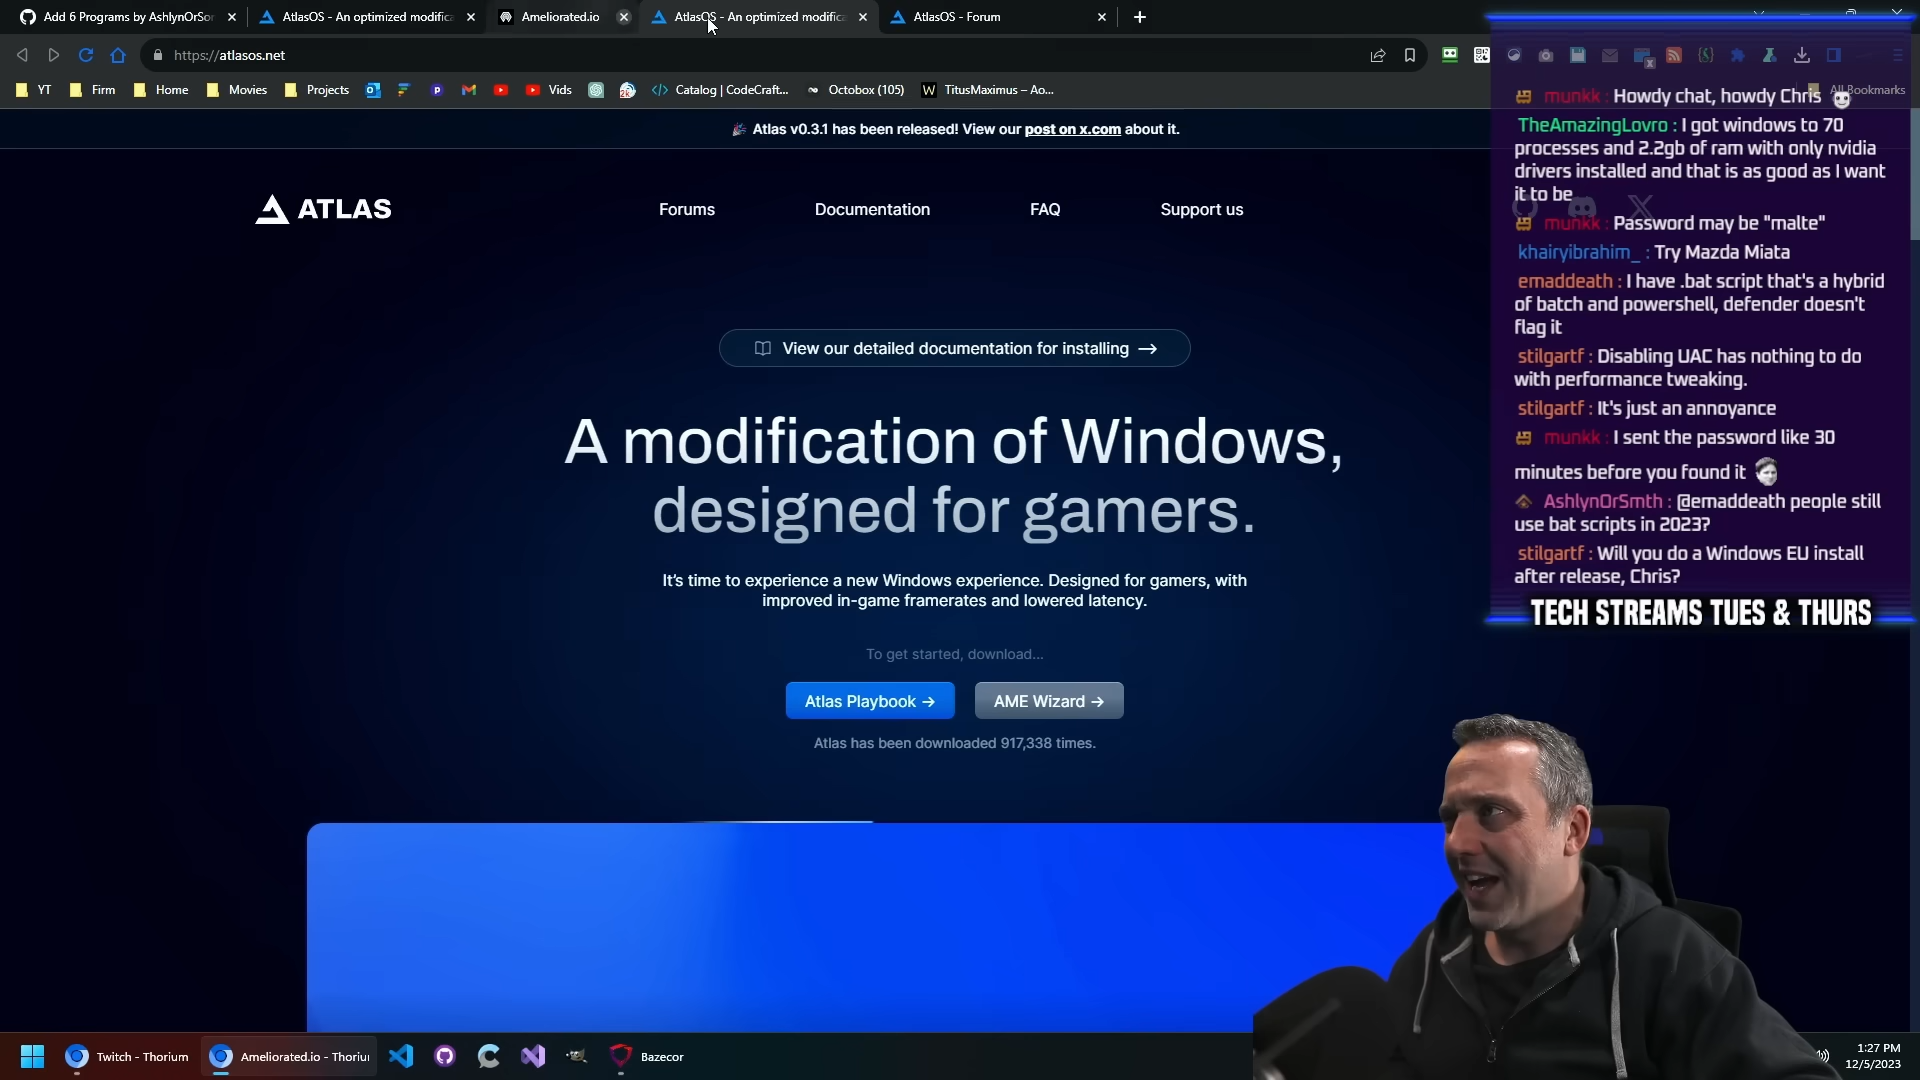 Add 6 Programs by AshlynOrSm
AtlasOS - An optimized modifica
Ameliorated.io
AtlasOS - An optimized modifica
AtlasOS - Forum
https://atlasos.net
YT
Firm
Home
Movies
Projects
Vids
Catalog | CodeCraft...
Octobox (105)
TitusMaximus – Ao...
All Bookmarks
Atlas v0.3.1 has been released! View our post on x.com about it.
ATLAS
Forums
Documentation
FAQ
Support us
View our detailed documentation for installing →
A modification of Windows,
designed for gamers.
It's time to experience a new Windows experience. Designed for gamers, with
improved in-game framerates and lowered latency.
To get started, download...
Atlas Playbook →
AME Wizard →
Atlas has been downloaded 917,338 times.
munkk : Howdy chat, howdy Chris
TheAmazingLovro : I got windows to 70
processes and 2.2gb of ram with only nvidia
drivers installed and that is as good as I want
it to be
munkk : Password may be "malte"
khairyibrahim_ : Try Mazda Miata
emaddeath : I have .bat script that's a hybrid
of batch and powershell, defender doesn't
flag it
stilgartf : Disabling UAC has nothing to do
with performance tweaking.
stilgartf : It's just an annoyance
munkk : I sent the password like 30
minutes before you found it
AshlynOrSmth : @emaddeath people still
use bat scripts in 2023?
stilgartf : Will you do a Windows EU install
after release, Chris?
TECH STREAMS TUES & THURS
Twitch - Thorium
Ameliorated.io - Thoriu
Bazecor
1:27 PM
12/5/2023